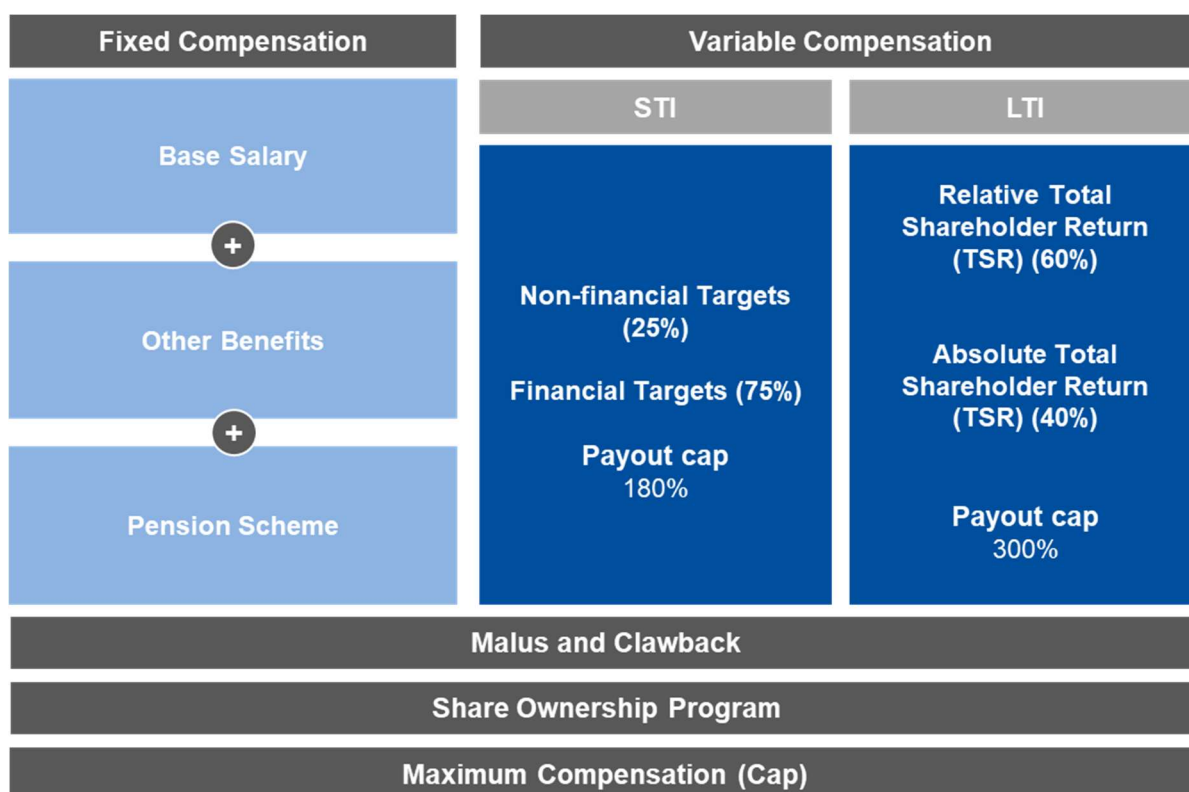 Fixed Compensation
Base Salary
+
Other Benefits
+
Pension Scheme
Variable Compensation
STI
Non-financial Targets
(25%)
Financial Targets (75%)
Payout cap
180%
LTI
Relative Total
Shareholder Return
(TSR) (60%)
Absolute Total
Shareholder Return
(TSR) (40%)
Payout cap
300%
Malus and Clawback
Share Ownership Program
Maximum Compensation (Cap)